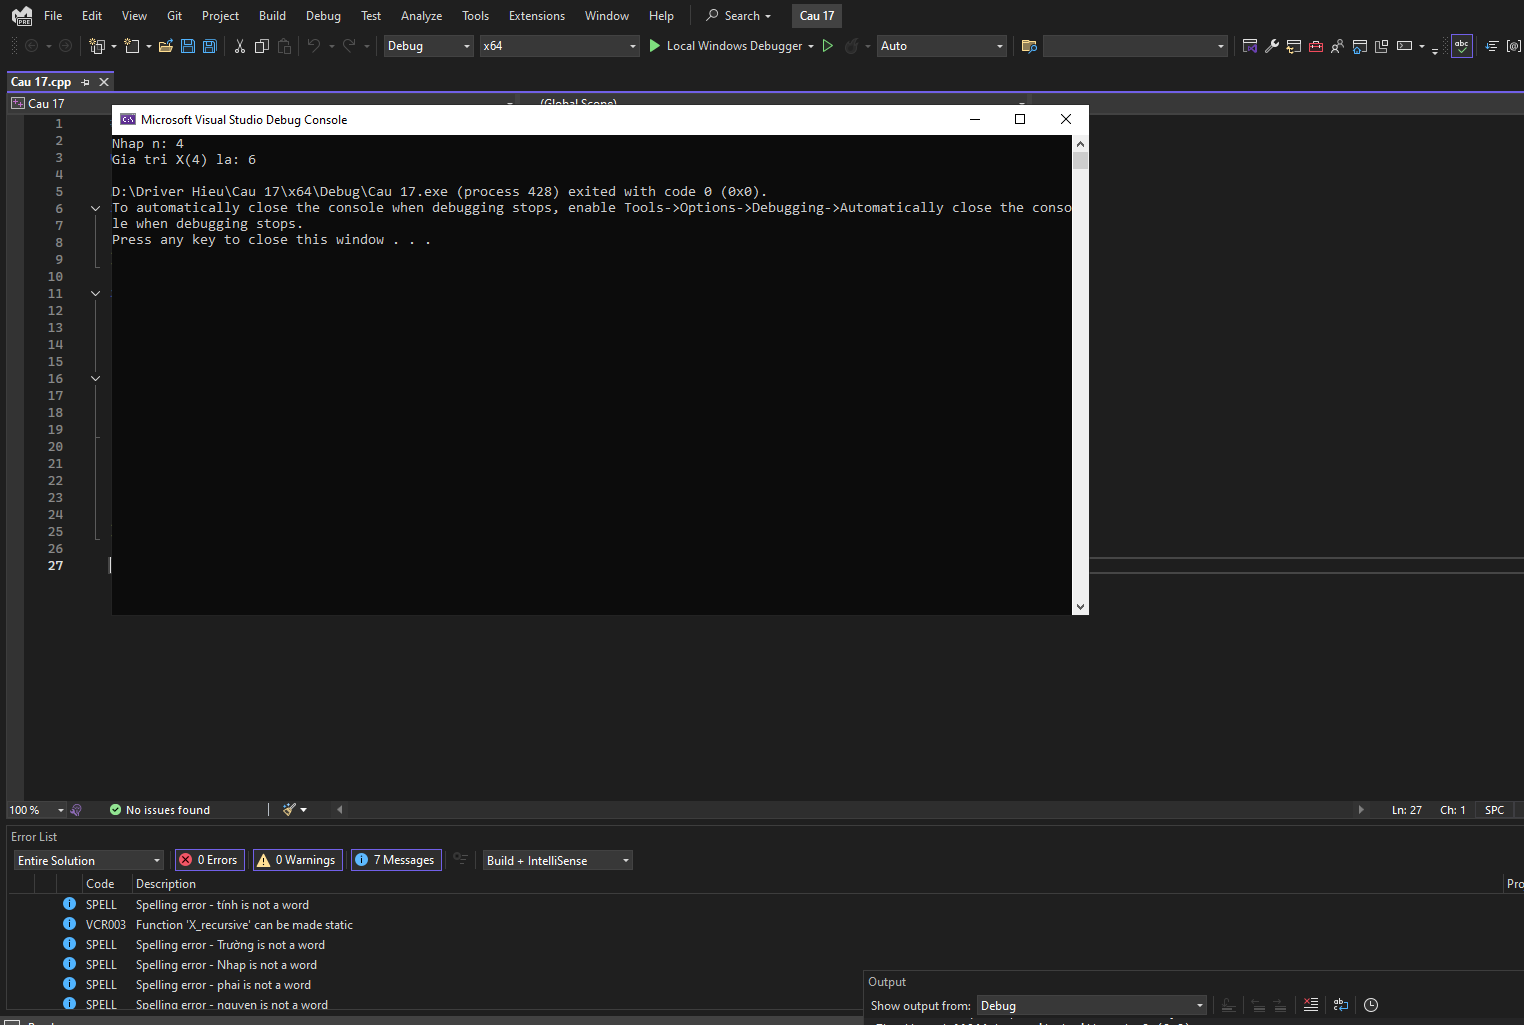 File Edit View Git Project Build Debug Test Analyze Tools Extensions Window Help Search Cau 17
Debug x64 Local Windows Debugger Auto
Cau 17.cpp
Cau 17 (Global Scope)
Microsoft Visual Studio Debug Console
Nhap n: 4
Gia tri X(4) la: 6
D:\Driver Hieu\Cau 17\x64\Debug\Cau 17.exe (process 428) exited with code 0 (0x0).
To automatically close the console when debugging stops, enable Tools->Options->Debugging->Automatically close the conso
le when debugging stops.
Press any key to close this window . . .
1
2
3
4
5
6
7
8
9
10
11
12
13
14
15
16
17
18
19
20
21
22
23
24
25
26
27
100 % No issues found Ln: 27 Ch: 1 SPC
Error List
Entire Solution 0 Errors 0 Warnings 7 Messages Build + IntelliSense
Code Description Pro
SPELL Spelling error - tính is not a word
VCR003 Function 'X_recursive' can be made static
SPELL Spelling error - Trường is not a word
SPELL Spelling error - Nhap is not a word
SPELL Spelling error - phai is not a word
SPELL Spelling error - nguyen is not a word
Output
Show output from: Debug